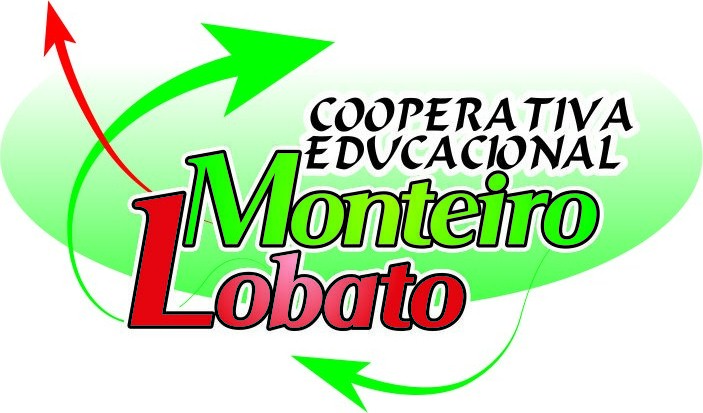 COOPERATIVA
EDUCACIONAL
Monteiro
Lobato